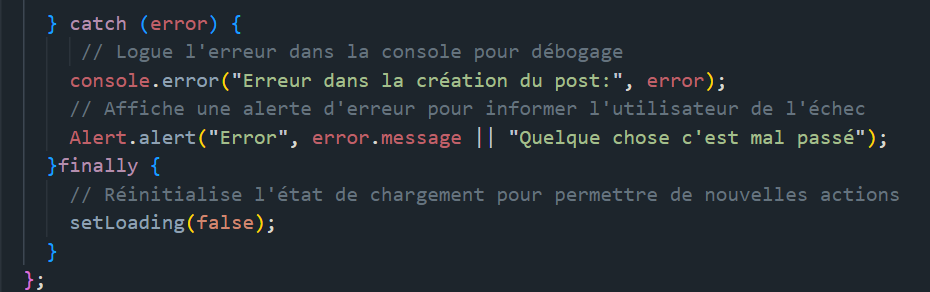 } catch (error) {
// Logue l'erreur dans la console pour débogage
console.error("Erreur dans la création du post:", error);
// Affiche une alerte d'erreur pour informer l'utilisateur de l'échec
Alert.alert("Error", error.message || "Quelque chose c'est mal passé");
}finally {
// Réinitialise l'état de chargement pour permettre de nouvelles actions
setLoading(false);
}
};